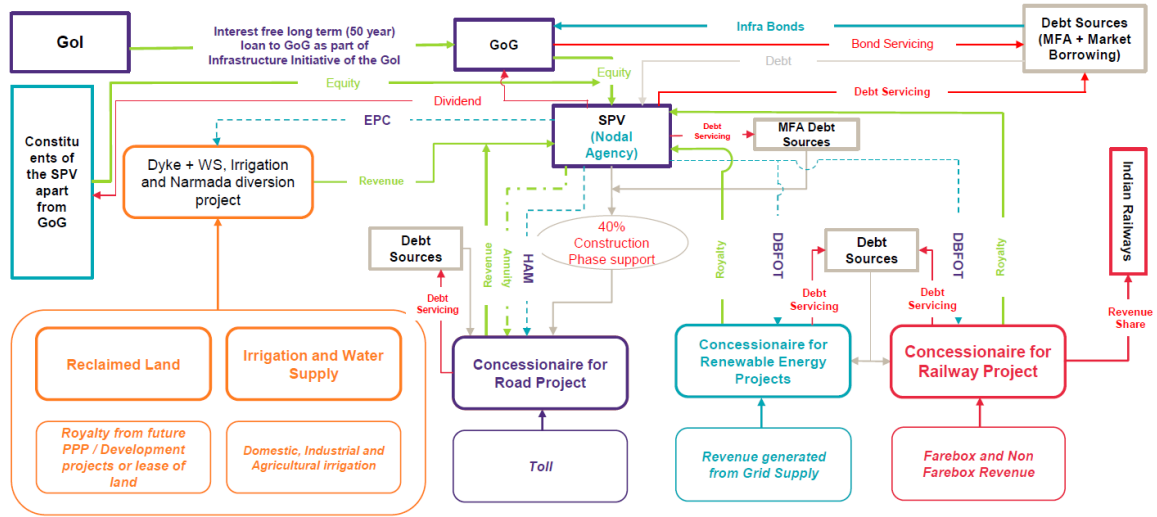 GoI
Interest free long term (50 year)
loan to GoG as part of
Infrastructure Initiative of the GoI
GoG
Infra Bonds
Bond Servicing
Debt
Debt Sources
(MFA + Market
Borrowing)
Equity
Equity
Dividend
Debt Servicing
EPC
SPV
(Nodal
Agency)
Debt
Servicing
MFA Debt
Sources
Constitu
ents of
the SPV
apart
from
GoG
Dyke + WS, Irrigation
and Narmada diversion
project
Revenue
Indian Railways
40%
Construction
Phase support
Debt
Sources
Revenue
Annuity
HAM
Royalty
DBFOT
Debt
Sources
DBFOT
Royalty
Debt
Servicing
Debt
Servicing
Debt
Servicing
Revenue
Share
Reclaimed Land
Irrigation and Water
Supply
Concessionaire for
Road Project
Concessionaire for
Renewable Energy
Projects
Concessionaire for
Railway Project
Royalty from future
PPP / Development
projects or lease of
land
Domestic, Industrial and
Agricultural irrigation
Toll
Revenue generated
from Grid Supply
Farebox and Non
Farebox Revenue